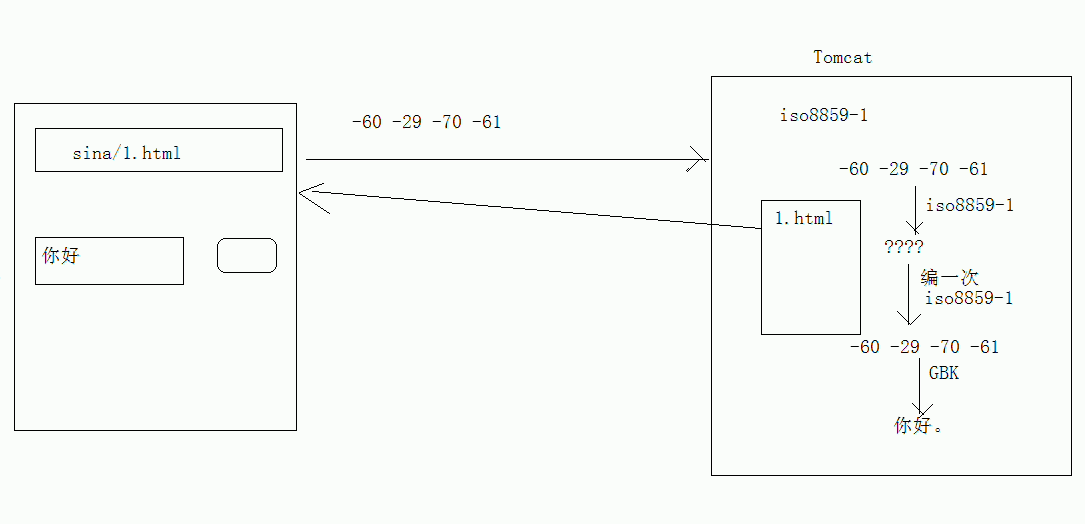 Tomcat
sina/1.html
你好
-60 -29 -70 -61
iso8859-1
1.html
-60 -29 -70 -61
iso8859-1
????
编一次
iso8859-1
-60 -29 -70 -61
GBK
你好。